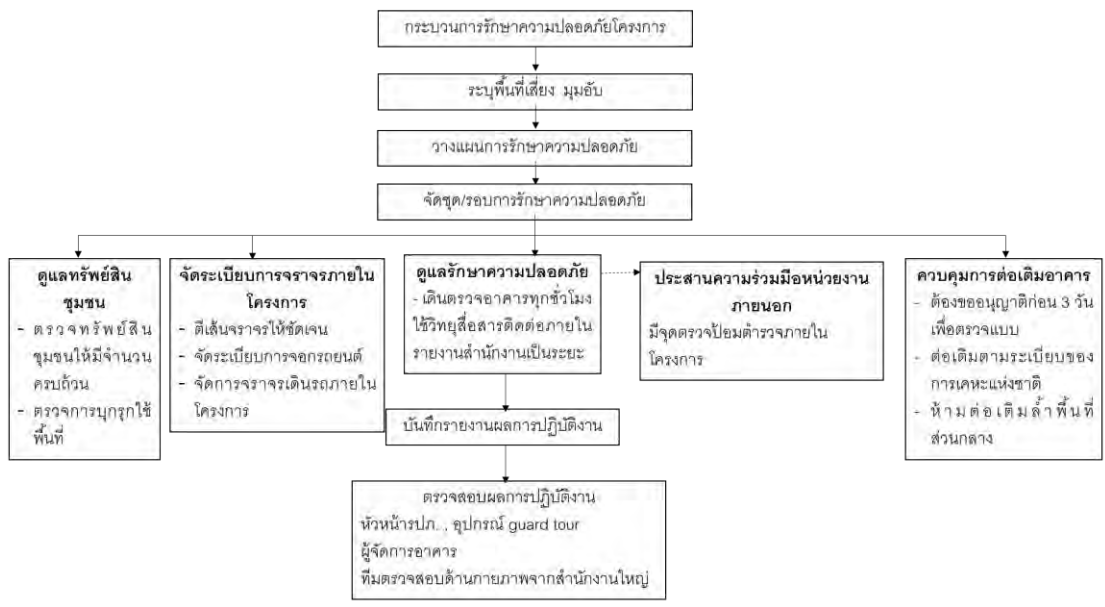 กระบวนการรักษาความปลอดภัยโครงการ
ระบุพื้นที่เสี่ยง มุมอับ
วางแผนการรักษาความปลอดภัย
จัดชุด/รอบการรักษาความปลอดภัย
ดูแลทรัพย์สิน
ชุมชน
- ตรวจทรัพย์สิน
ชุมชนให้มีจำนวน
ครบถ้วน
- ตรวจการบุกรุกใช้
พื้นที่
จัดระเบียบการจราจรภายใน
โครงการ
- ตีเส้นจราจรให้ชัดเจน
- จัดระเบียบการจอดรถยนต์
- จัดการจราจรเดินรถภายใน
โครงการ
ดูแลรักษาความปลอดภัย
- เดินตรวจอาคารทุกชั่วโมง
ใช้วิทยุสื่อสารติดต่อภายใน
รายงานสำนักงานเป็นระยะ
ประสานความร่วมมือหน่วยงาน
ภายนอก
มีจุดตรวจป้อมตำรวจภายใน
โครงการ
ควบคุมการต่อเติมอาคาร
- ต้องขออนุญาติก่อน 3 วัน
เพื่อตรวจแบบ
- ต่อเติมตามระเบียบของ
การเคหะแห่งชาติ
- ห้ามต่อเติมล้ำพื้นที่
ส่วนกลาง
บันทึกรายงานผลการปฏิบัติงาน
ตรวจสอบผลการปฏิบัติงาน
หัวหน้ารปภ. , อุปกรณ์ guard tour
ผู้จัดการอาคาร
ทีมตรวจสอบด้านกายภาพจากสำนักงานใหญ่